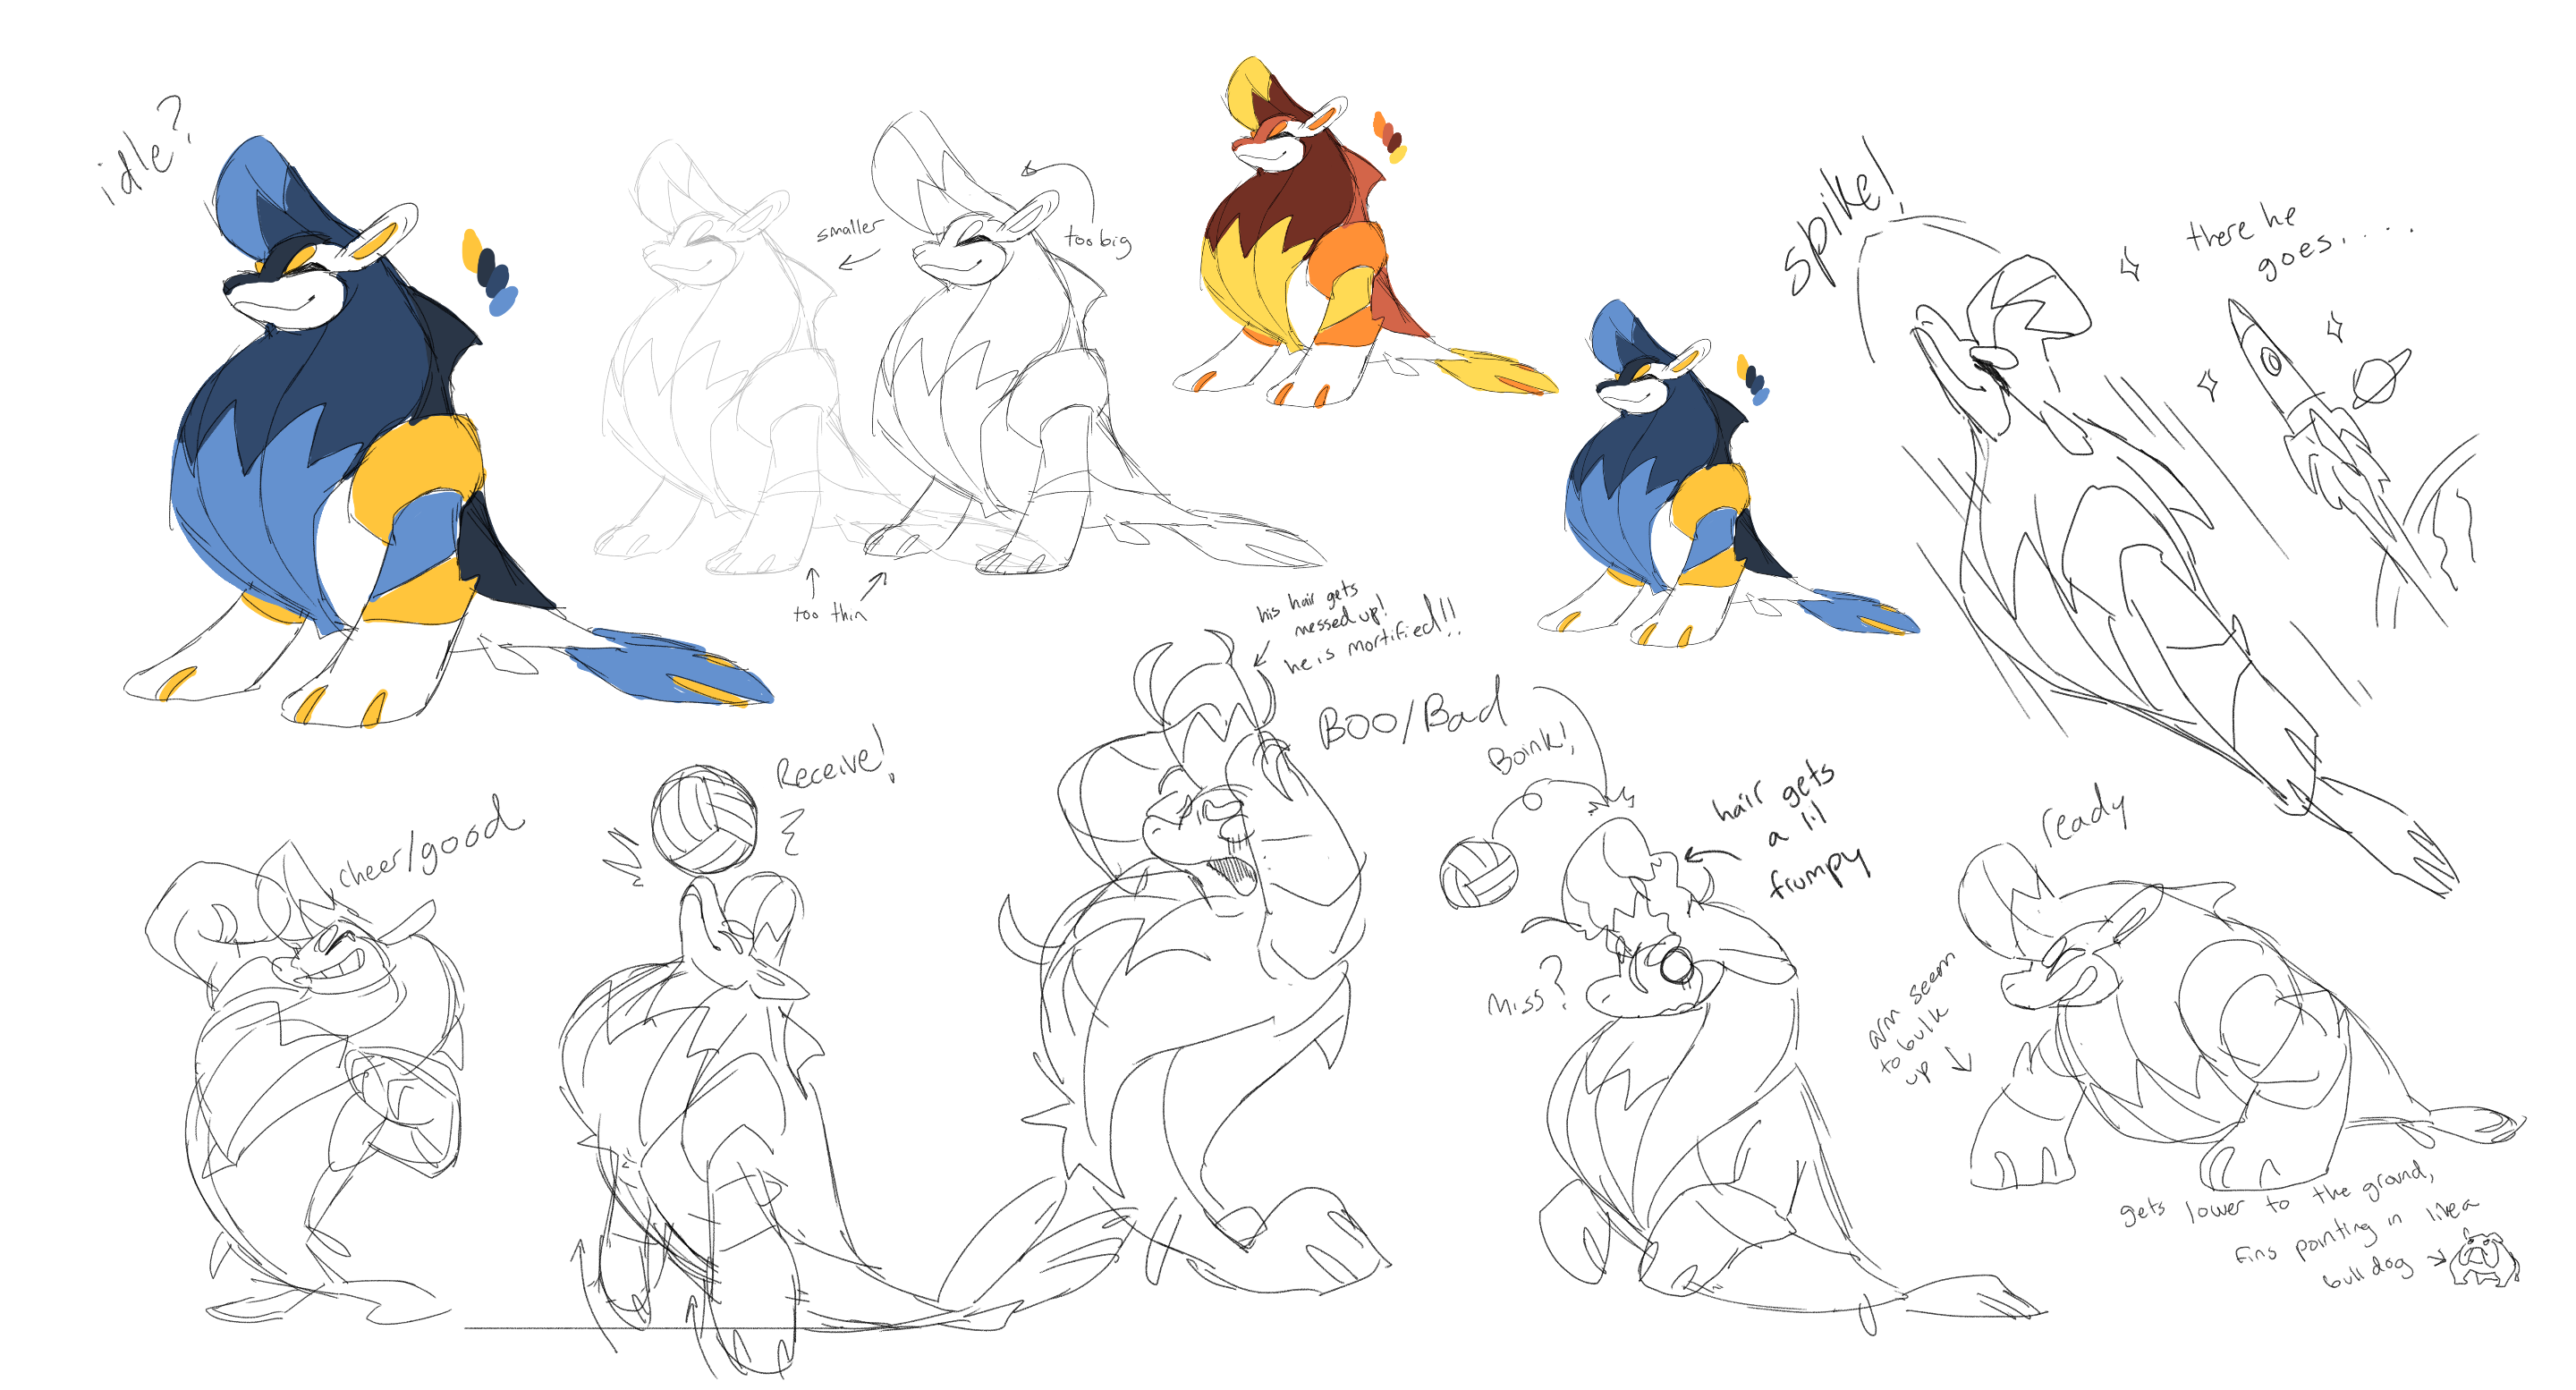 idle?
smaller
too big
too thin
spike!
there he
goes.....
his hair gets
messed up!
he is mortified!!
BOO/Bad
Boink!
hair gets
a lil
frumpy
Miss?
Receive!
cheer/good
ready
arm seem
to bulk
up
gets lower to the ground,
fins pointing in like a
bull dog